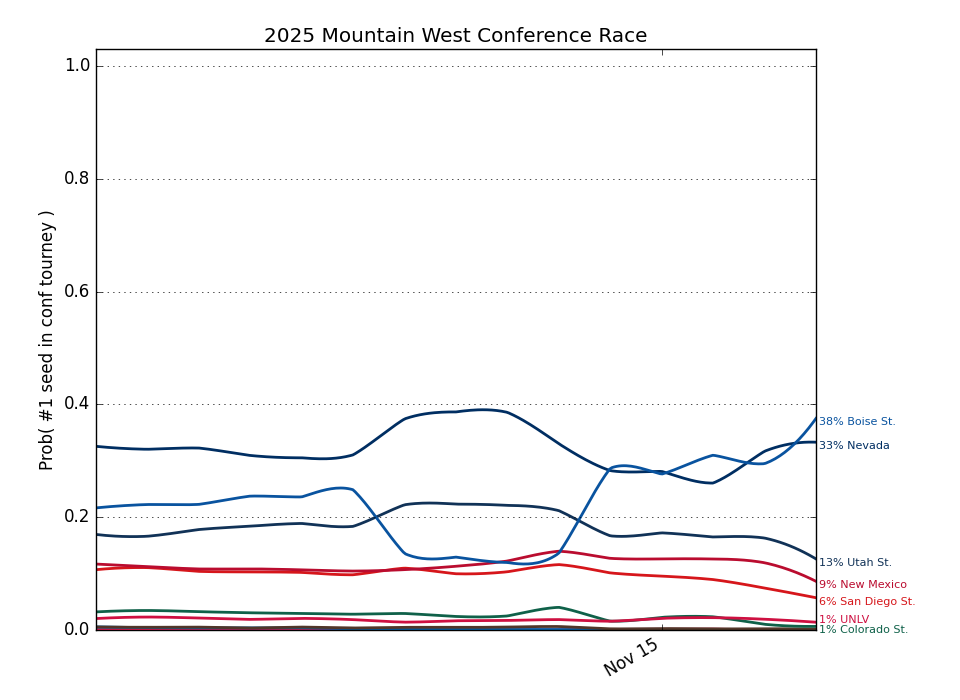 2025 Mountain West Conference Race
Prob( #1 seed in conf tourney )
1.0
0.8
0.6
0.4
0.2
0.0
Nov 15
38% Boise St.
33% Nevada
13% Utah St.
9% New Mexico
6% San Diego St.
1% UNLV
1% Colorado St.